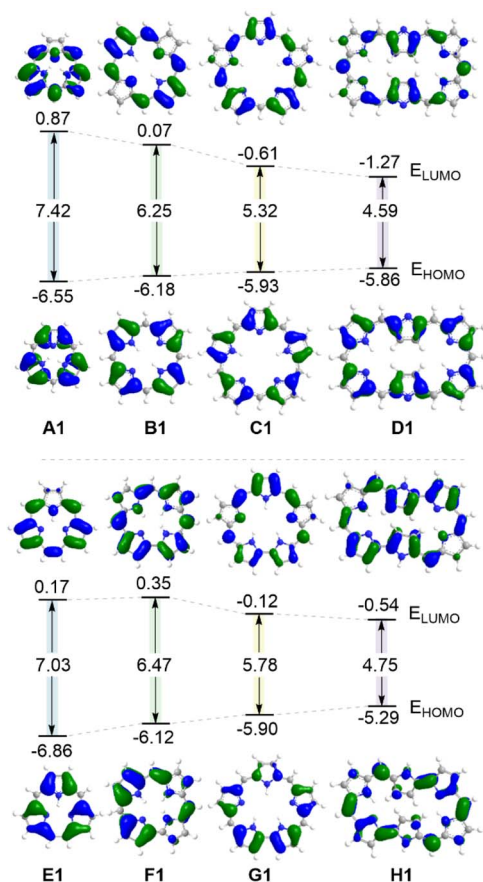 0.87
0.07
-0.61
-1.27
E_LUMO
7.42
6.25
5.32
4.59
E_HOMO
-6.55
-6.18
-5.93
-5.86
A1
B1
C1
D1
0.17
0.35
-0.12
-0.54
E_LUMO
7.03
6.47
5.78
4.75
E_HOMO
-6.86
-6.12
-5.90
-5.29
E1
F1
G1
H1